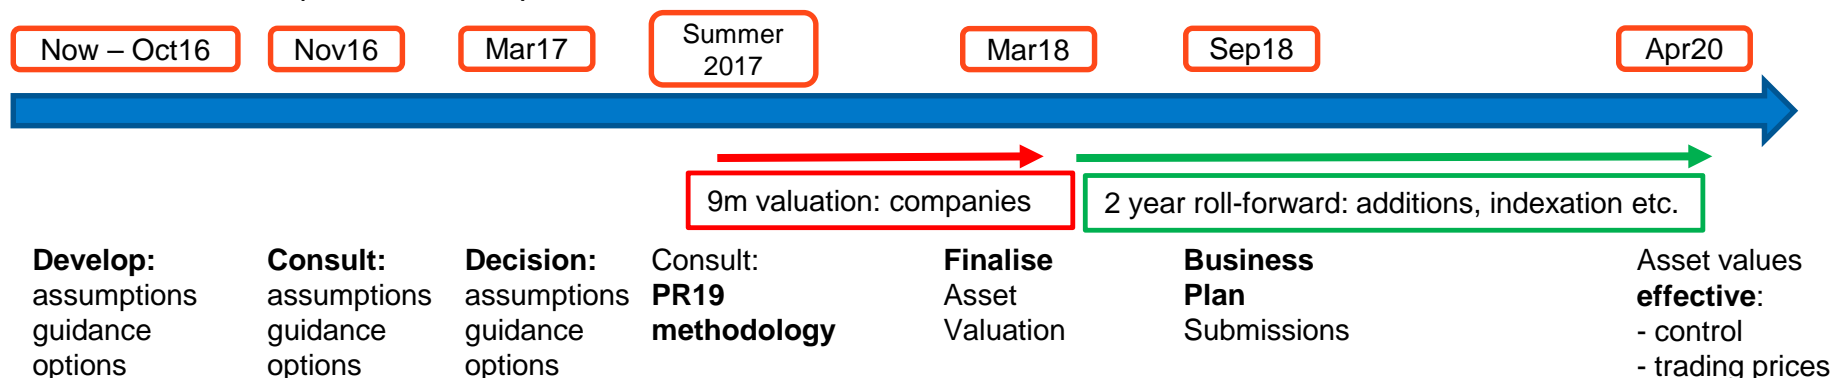 Now – Oct16
Nov16
Mar17
Summer
2017
Mar18
Sep18
Apr20
9m valuation: companies
2 year roll-forward: additions, indexation etc.
Develop:
assumptions
guidance
options
Consult:
assumptions
guidance
options
Decision:
assumptions
guidance
options
Consult:
PR19
methodology
Finalise
Asset
Valuation
Business
Plan
Submissions
Asset values
effective:
- control
- trading prices